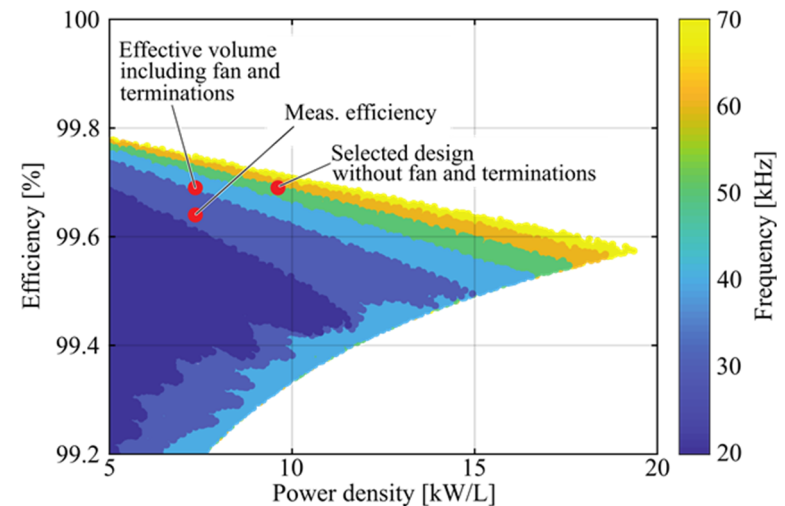 100
99.8
99.6
99.4
99.2
Efficiency [%]
5
10
15
20
Power density [kW/L]
Effective volume
including fan and
terminations
Meas. efficiency
Selected design
without fan and terminations
70
60
50
40
30
20
Frequency [kHz]